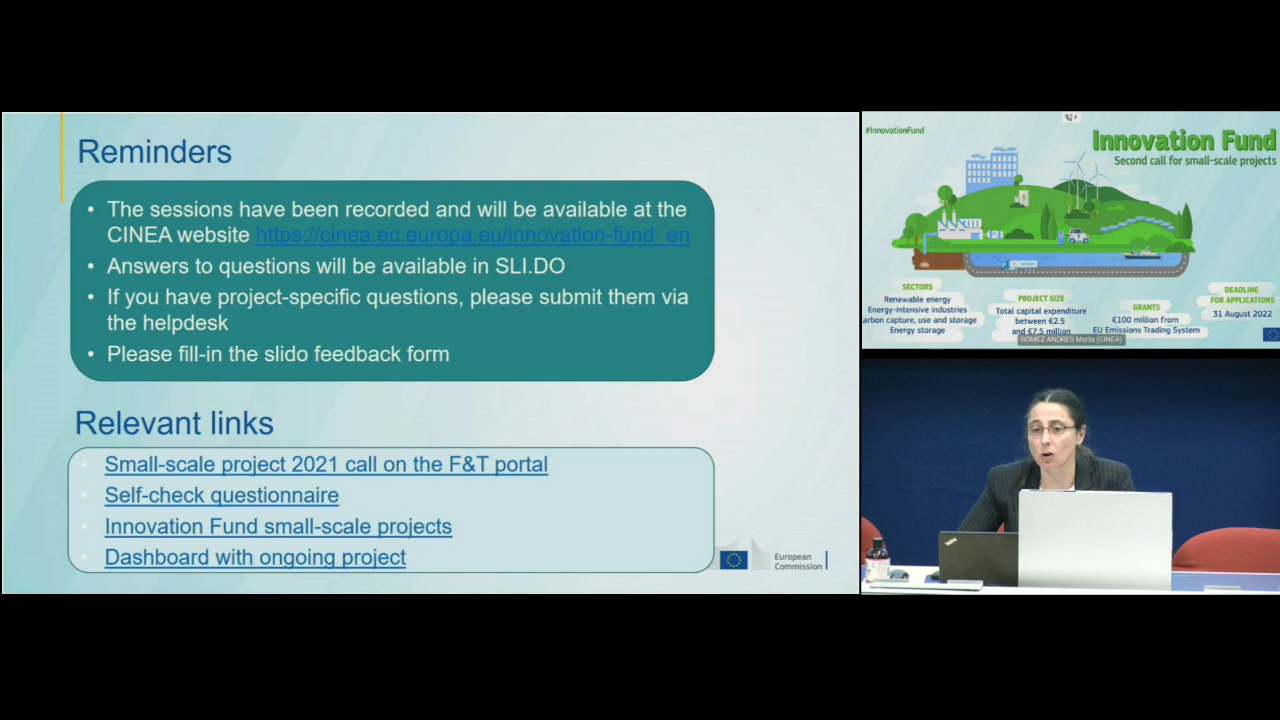 Reminders
• The sessions have been recorded and will be available at the
CINEA website https://cinea.ec.europa.eu/innovation-fund_en
• Answers to questions will be available in SLI.DO
• If you have project-specific questions, please submit them via
the helpdesk
• Please fill-in the slido feedback form
Relevant links
• Small-scale project 2021 call on the F&T portal
• Self-check questionnaire
• Innovation Fund small-scale projects
• Dashboard with ongoing project
European
Commission
#InnovationFund
Innovation Fund
Second call for small-scale projects
SECTORS
Renewable energy
Energy-intensive industries
arbon capture, use and storage
Energy storage
PROJECT SIZE
Total capital expenditure
between €2.5
and €7.5 million
GRANTS
€100 million from
EU Emissions Trading System
DEADLINE
FOR APPLICATIONS
31 August 2022
GOMEZ ANDRES Marta (CINEA)